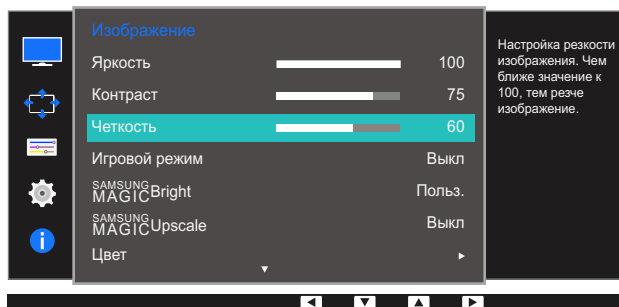 Изображение
Яркость 100
Контраст 75
Четкость 60
Игровой режим Выкл
SAMSUNG MAGIC Bright Польз.
SAMSUNG MAGIC Upscale Выкл
Цвет
Настройка резкости
изображения. Чем
ближе значение к
100, тем резче
изображение.